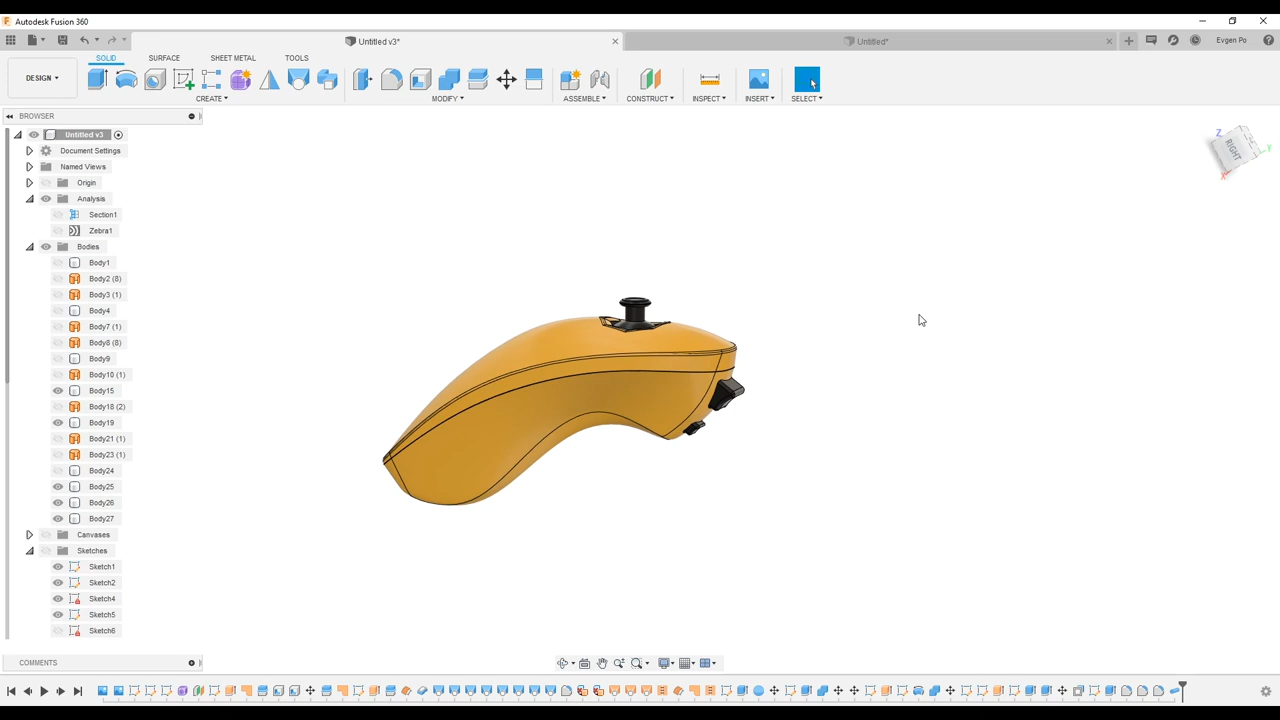 Autodesk Fusion 360
Untitled v3*
Untitled*
Evgen Po
SOLID SURFACE SHEET METAL TOOLS
DESIGN
CREATE MODIFY ASSEMBLE CONSTRUCT INSPECT INSERT SELECT
BROWSER
Untitled v3
Document Settings
Named Views
Origin
Analysis
Section1
Zebra1
Bodies
Body1
Body2 (8)
Body3 (1)
Body4
Body7 (1)
Body8 (8)
Body9
Body10 (1)
Body15
Body18 (2)
Body19
Body21 (1)
Body23 (1)
Body24
Body25
Body26
Body27
Canvases
Sketches
Sketch1
Sketch2
Sketch4
Sketch5
Sketch6
COMMENTS
Z
RIGHT
Y
X